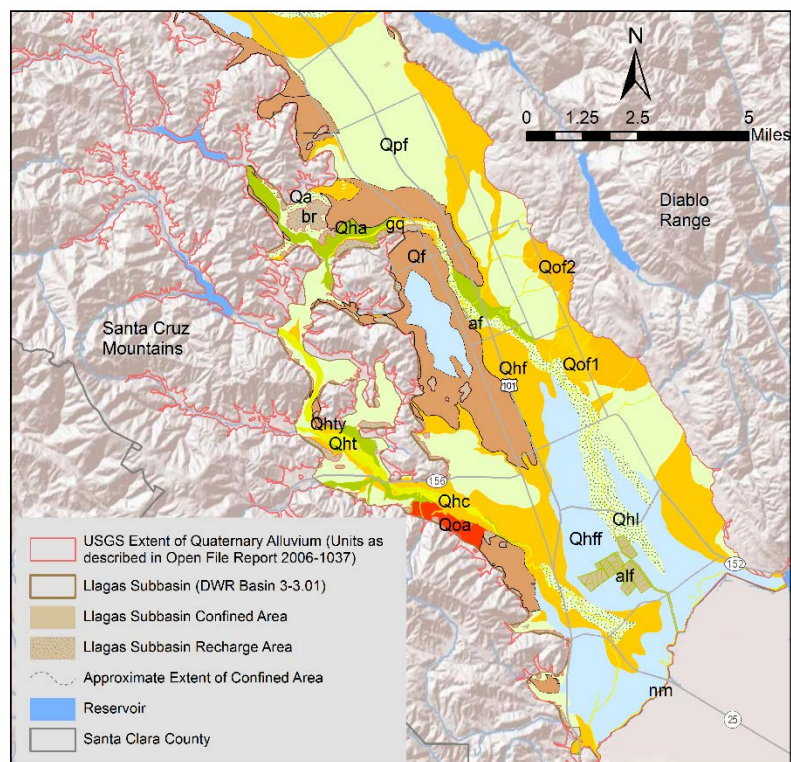 N
0 1.25 2.5 5
Miles
Qpf
Diablo
Range
Qa
br
Qha
gq
Qf
Qof2
Santa Cruz
Mountains
af
Qhf
Qof1
101
Qhty
Qht
156
Qhc
Qoa
Qhff
Qhl
alf
152
nm
25
USGS Extent of Quaternary Alluvium (Units as
described in Open File Report 2006-1037)
Llagas Subbasin (DWR Basin 3-3.01)
Llagas Subbasin Confined Area
Llagas Subbasin Recharge Area
Approximate Extent of Confined Area
Reservoir
Santa Clara County